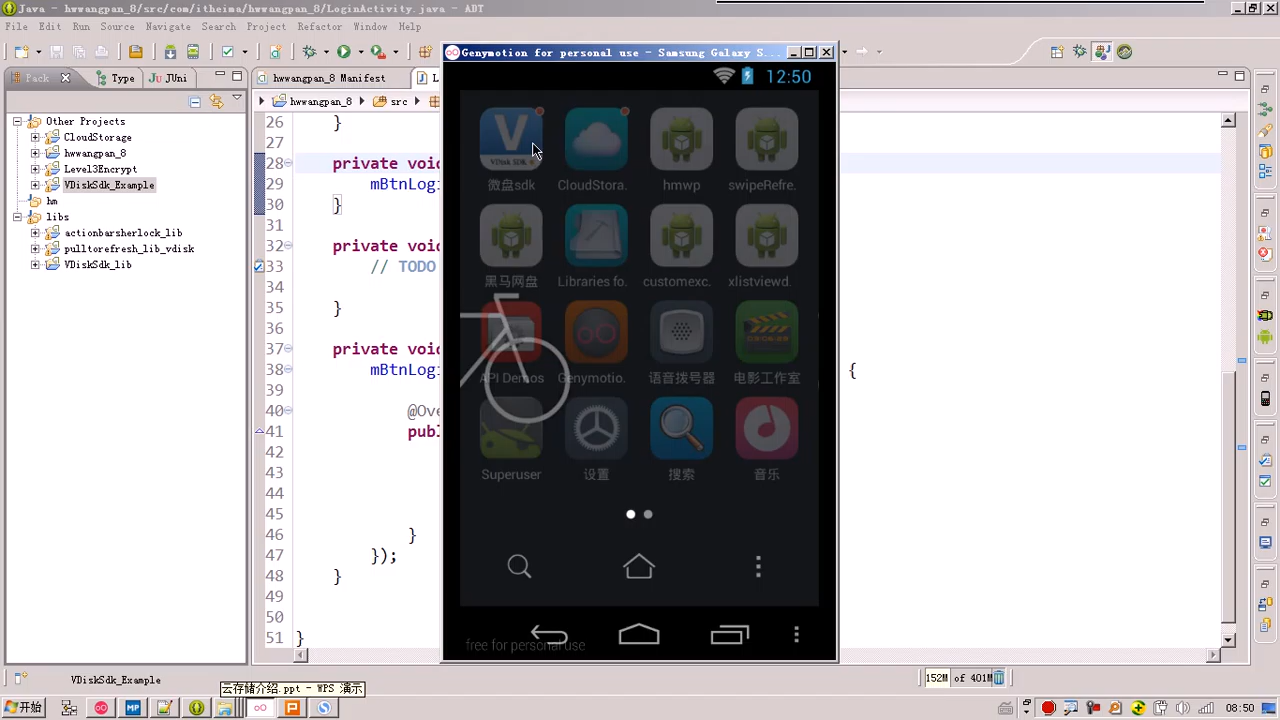 Java - hwwangpan_8/src/com/itheima/hwwangpan_8/LoginActivity.java - ADT
File Edit Source Refactor Navigate Search Project Refactor Run Window Help
Pack Typ JUni
Other Projects
CloudStorage
hwwangpan_8
Level3Encrypt
VDiskSdk_Example
hm
libs
actionbarsherlock_lib
pulltorefresh_lib_vdisk
VDiskSdk_lib
hwwangpan_8 Manifest
hwwangpan_8 src
26 }
27
28 private voi
29 mBtnLog
30 }
31
32 private voi
33 // TODO
34
35 }
36
37 private voi
38 mBtnLog {
39
40 @Ove
41 publ
42
43
44
45
46 }
47 });
48 }
49
50
51 }
Genymotion for personal use - Samsung Galaxy S...
12:50
VDisk SDK
微盘sdk CloudStora. hmwp swipeRefre.
黑马网盘 Libraries fo. customexc. xlistviewd.
API Demos Genymotio. 语音拨号器 电影工作室
Superuser 设置 搜索 音乐
free for personal use
VDiskSdk_Example
152M of 401M
云存储介绍.ppt - WPS 演示
开始
MP
08:50